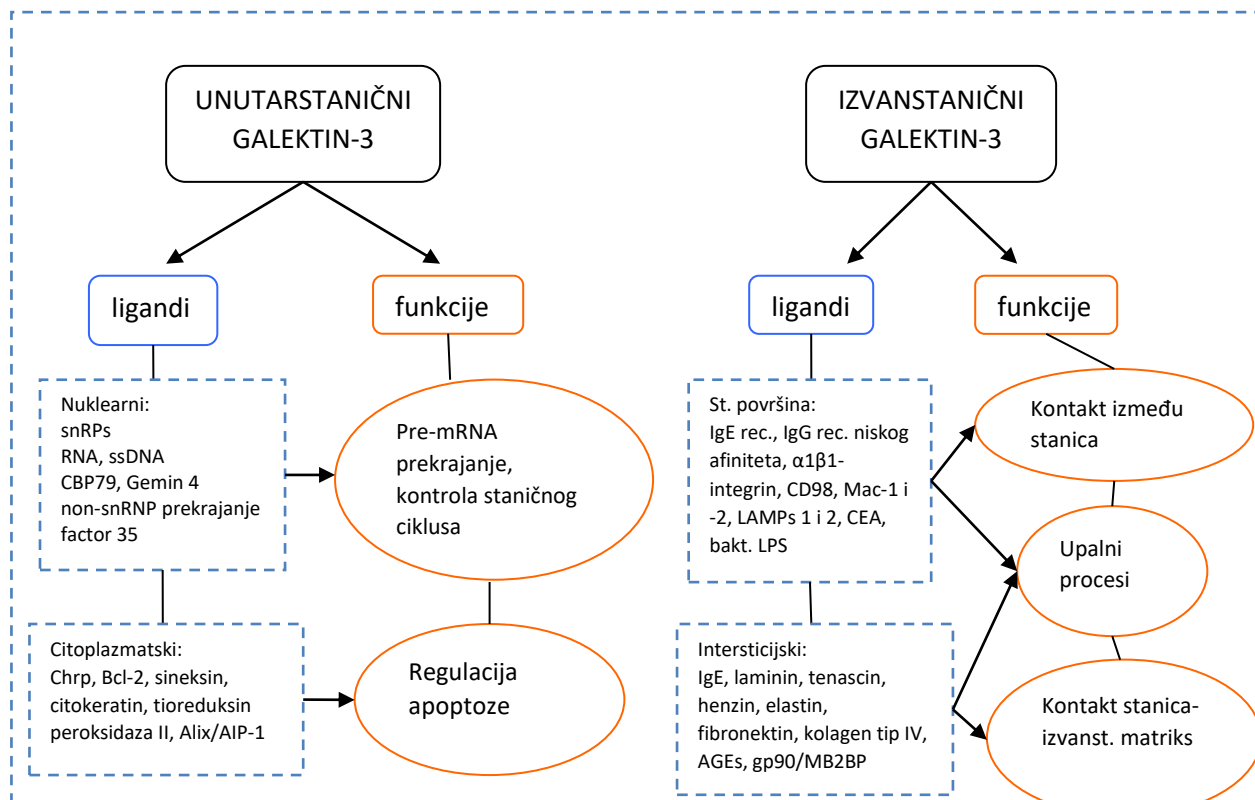 UNUTARSTANIČNI
GALEKTIN-3
ligandi
funkcije
Nuklearni:
snRPs
RNA, ssDNA
CBP79, Gemin 4
non-snRNP prekrajanje
factor 35
Pre-mRNA
prekrajanje,
kontrola staničnog
ciklusa
Citoplazmatski:
Chrp, Bcl-2, sineksin,
citokeratin, tioreduksin
peroksidaza II, Alix/AIP-1
Regulacija
apoptoze
IZVANSTANIČNI
GALEKTIN-3
ligandi
funkcije
St. površina:
IgE rec., IgG rec. niskog
afiniteta, α1β1-
integrin, CD98, Mac-1 i
-2, LAMPs 1 i 2, CEA,
bakt. LPS
Kontakt između
stanica
Upalni
procesi
Intersticijski:
IgE, laminin, tenascin,
henzin, elastin,
fibronektin, kolagen tip IV,
AGEs, gp90/MB2BP
Kontakt stanica-
izvanst. matriks